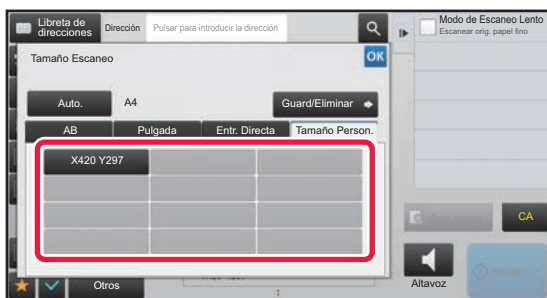 Libreta de direcciones
Dirección
Pulsar para introducir la dirección
Modo de Escaneo Lento
Escanear orig. papel fino
Tamaño Escaneo
OK
Auto.
A4
Guard/Eliminar
AB
Pulgada
Entr. Directa
Tamaño Person.
X420 Y297
CA
Otros
1
Altavoz